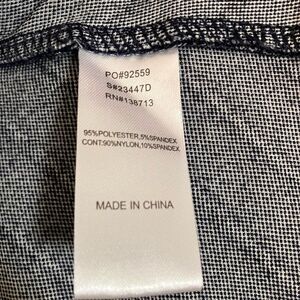 PO#92559
S#23447D
RN#138713
95%POLYESTER,5%SPANDEX
CONT:90%NYLON,10%SPANDEX
MADE IN CHINA